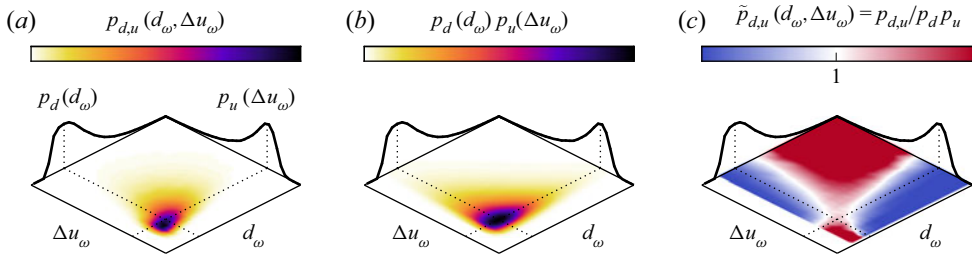 (a) p_{d,u}(d_ω, Δu_ω)
(b) p_d(d_ω) p_u(Δu_ω)
(c) p̃_{d,u}(d_ω, Δu_ω) = p_{d,u}/p_d p_u
1
p_d(d_ω) p_u(Δu_ω)
Δu_ω d_ω Δu_ω d_ω Δu_ω d_ω